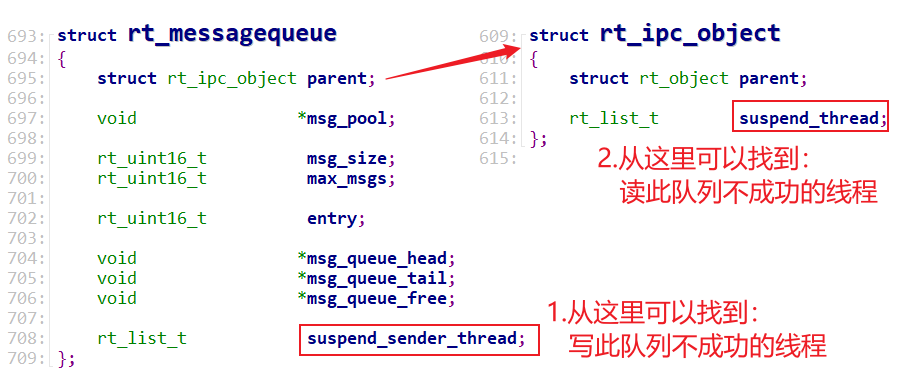 693: struct rt_messagequeue
694: {
695: struct rt_ipc_object parent;
696:
697: void *msg_pool;
698:
699: rt_uint16_t msg_size;
700: rt_uint16_t max_msgs;
701:
702: rt_uint16_t entry;
703:
704: void *msg_queue_head;
705: void *msg_queue_tail;
706: void *msg_queue_free;
707:
708: rt_list_t suspend_sender_thread;
709: };
609: struct rt_ipc_object
610: {
611: struct rt_object parent;
612:
613: rt_list_t suspend_thread;
614: };
615:
2.从这里可以找到：
读此队列不成功的线程
1.从这里可以找到：
写此队列不成功的线程